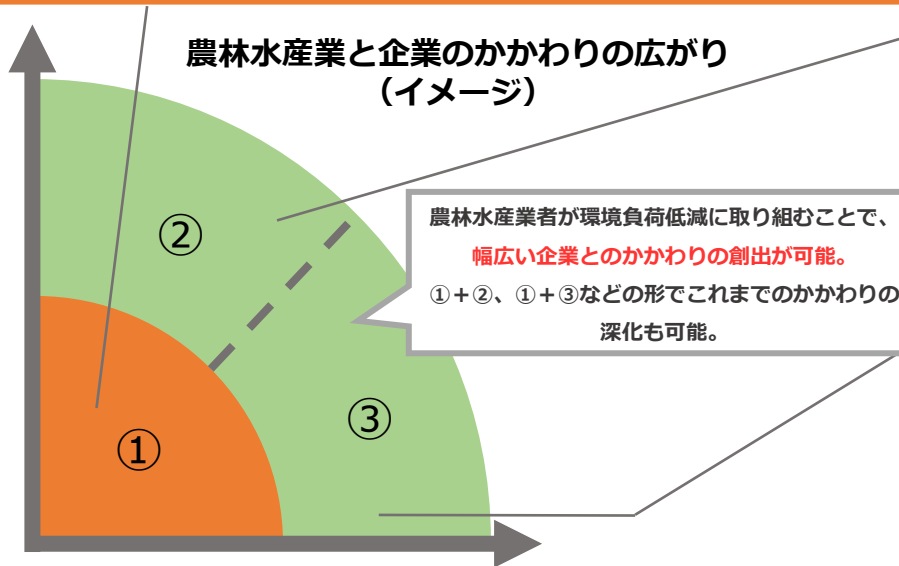 農林水産業と企業のかかわりの広がり
（イメージ）
②
農林水産業者が環境負荷低減に取り組むことで、
幅広い企業とのかかわりの創出が可能。
①＋②、①＋③などの形でこれまでのかかわりの
深化も可能。
③
①